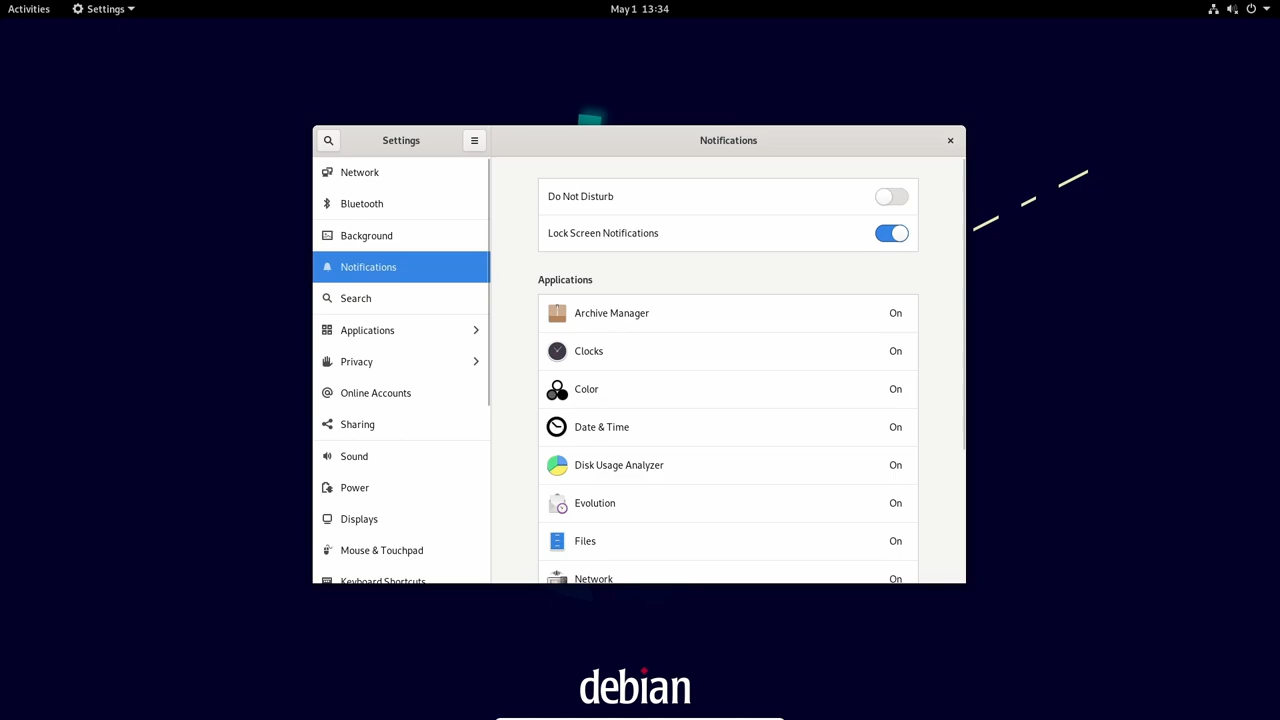 Activities Settings May 1 13:34
Settings Notifications
Network
Bluetooth
Background
Notifications
Search
Applications
Privacy
Online Accounts
Sharing
Sound
Power
Displays
Mouse & Touchpad
Keyboard Shortcuts
Do Not Disturb
Lock Screen Notifications
Applications
Archive Manager On
Clocks On
Color On
Date & Time On
Disk Usage Analyzer On
Evolution On
Files On
Network On
debian